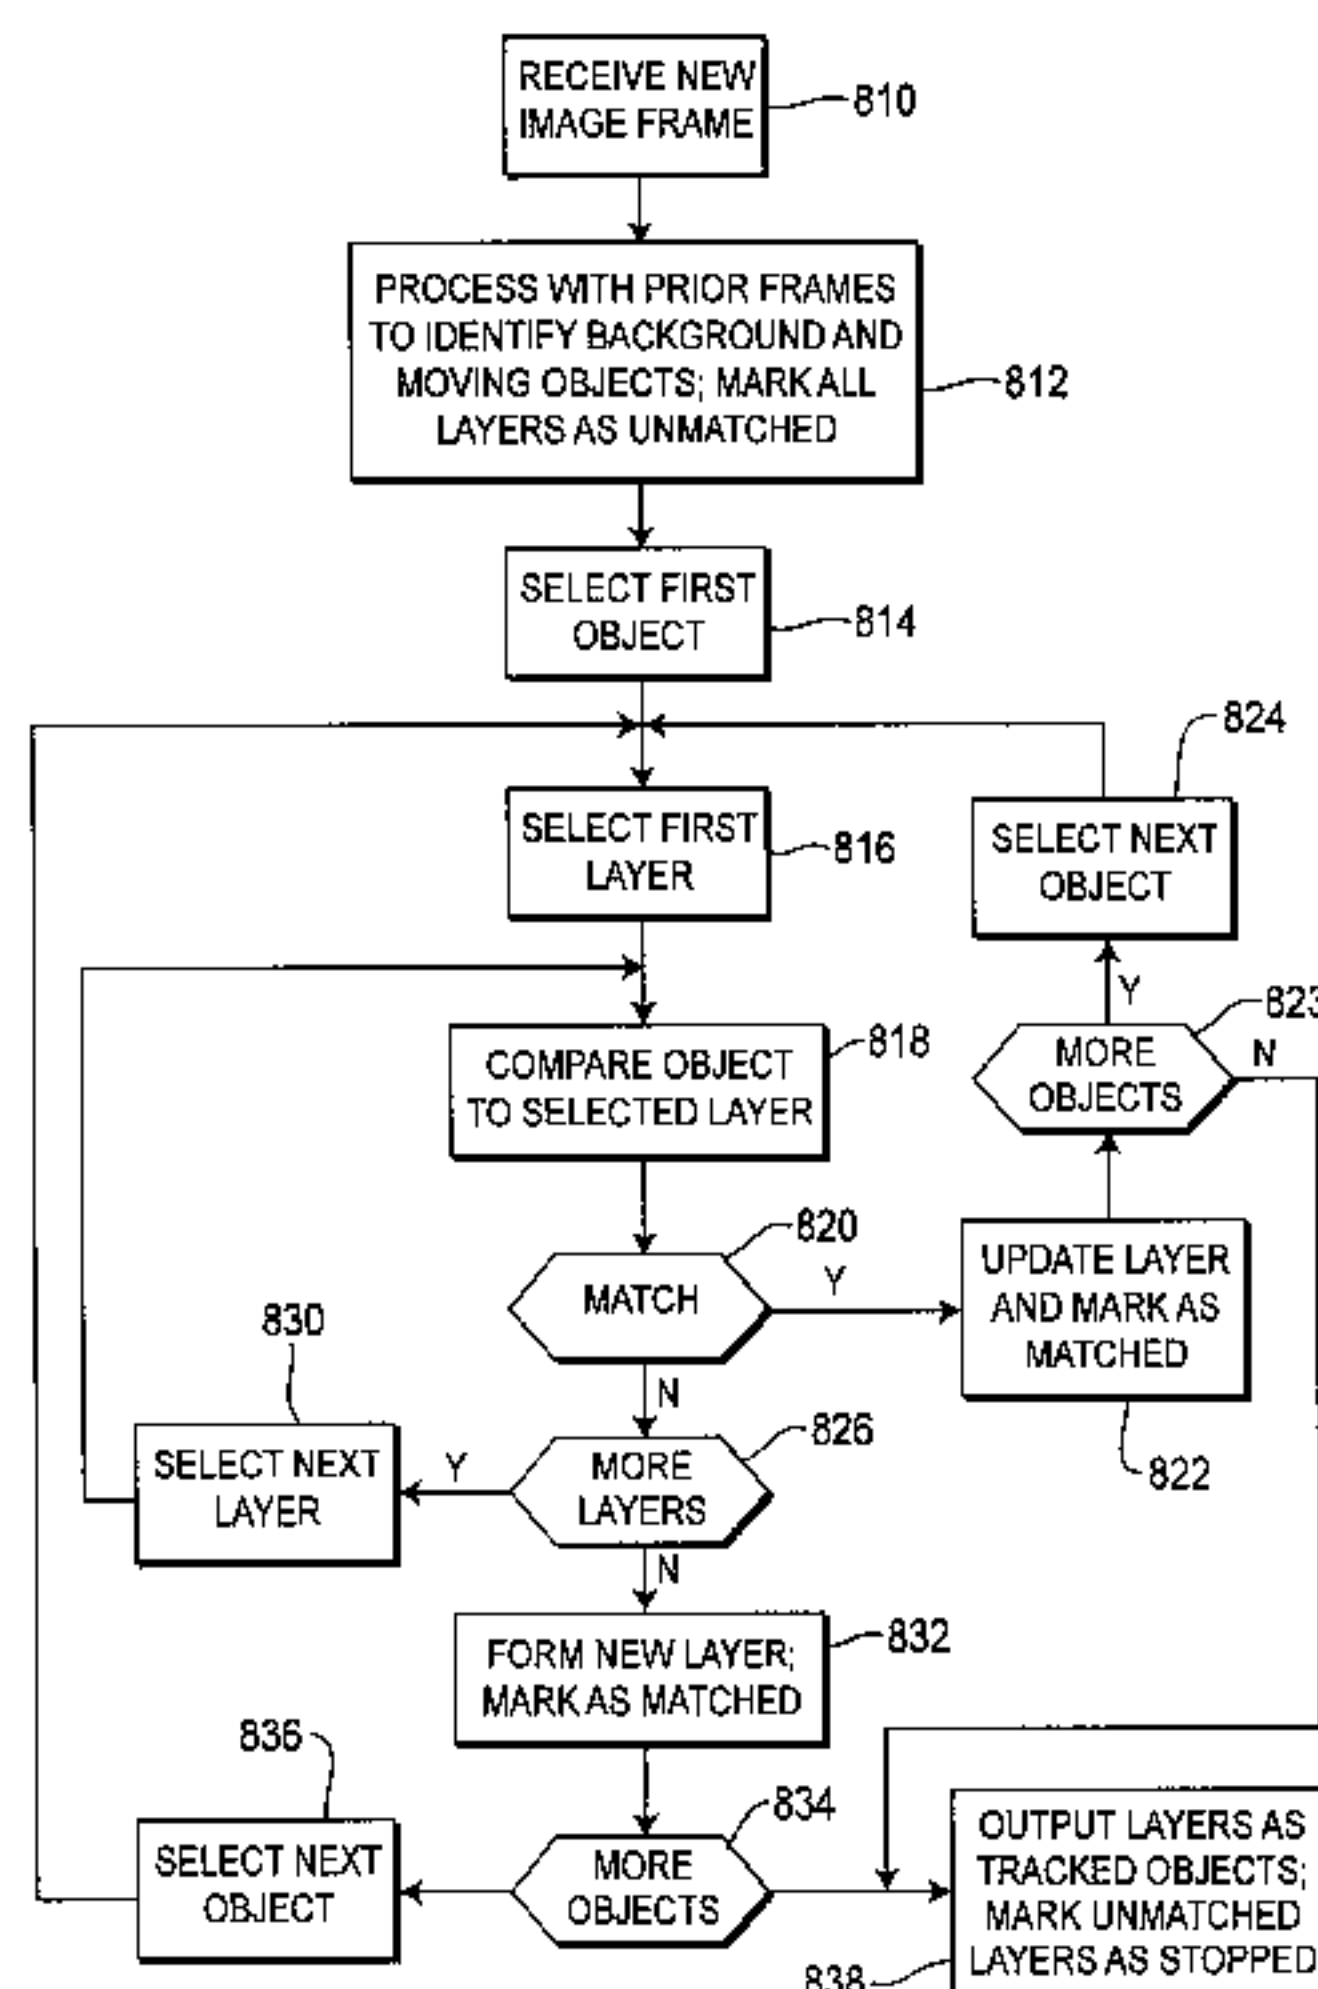 RECEIVE NEW
IMAGE FRAME
810
PROCESS WITH PRIOR FRAMES
TO IDENTIFY BACKGROUND AND
MOVING OBJECTS; MARK ALL
LAYERS AS UNMATCHED
812
SELECT FIRST
OBJECT
814
824
SELECT FIRST
LAYER
816
SELECT NEXT
OBJECT
Y
823
N
MORE
OBJECTS
COMPARE OBJECT
TO SELECTED LAYER
818
820
MATCH
Y
UPDATE LAYER
AND MARK AS
MATCHED
822
N
830
SELECT NEXT
LAYER
Y
826
MORE
LAYERS
N
FORM NEW LAYER;
MARK AS MATCHED
832
836
SELECT NEXT
OBJECT
834
MORE
OBJECTS
OUTPUT LAYERS AS
TRACKED OBJECTS;
MARK UNMATCHED
LAYERS AS STOPPED
838